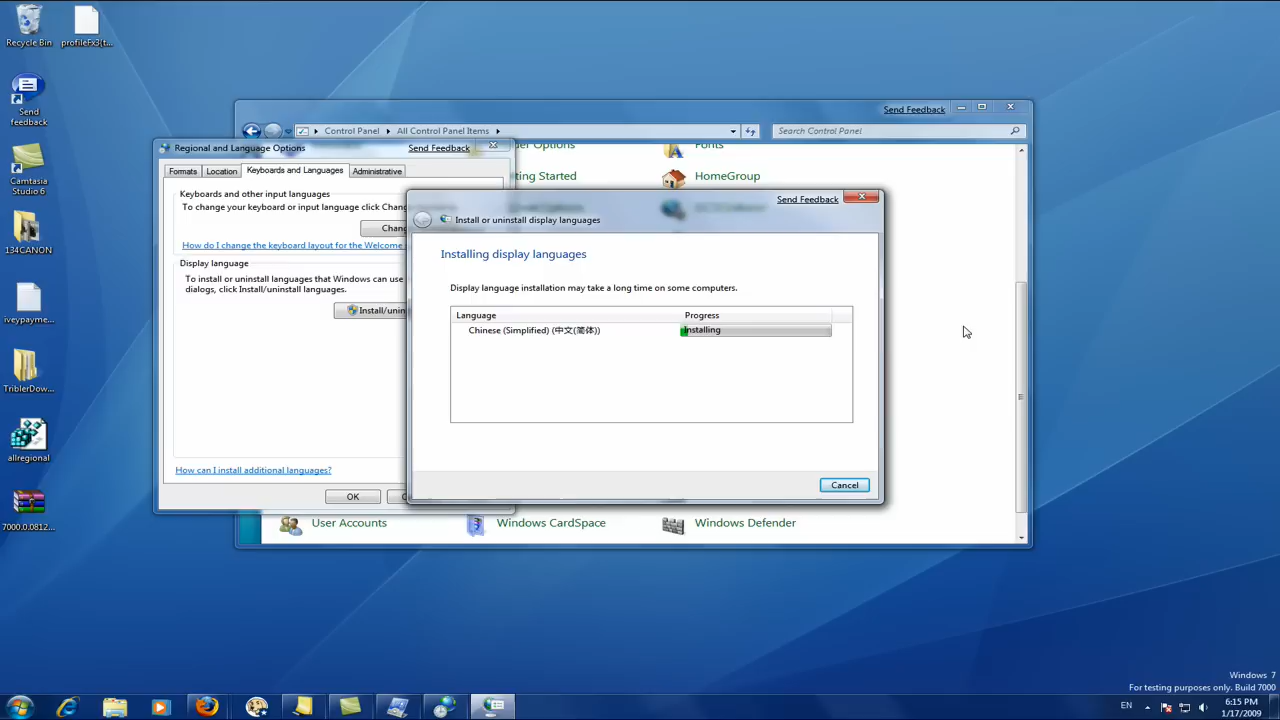 Recycle Bin
profileFx3(t...
Send
feedback
Camtasia
Studio 6
134CANON
iveypayme...
TriblerDow...
allregional
7000.0.0812...
Send Feedback
Control Panel
All Control Panel Items
Search Control Panel
Fonts
ting Started
HomeGroup
User Accounts
Windows CardSpace
Windows Defender
Regional and Language Options
Send Feedback
Formats
Location
Keyboards and Languages
Administrative
Keyboards and other input languages
To change your keyboard or input language click Chang
Chang
How do I change the keyboard layout for the Welcome
Display language
To install or uninstall languages that Windows can use
dialogs, click Install/uninstall languages.
Install/unin
How can I install additional languages?
OK
Send Feedback
Install or uninstall display languages
Installing display languages
Display language installation may take a long time on some computers.
Language
Progress
Chinese (Simplified) (中文(简体))
Installing
Cancel
Windows 7
For testing purposes only. Build 7000
EN
6:15 PM
1/17/2009